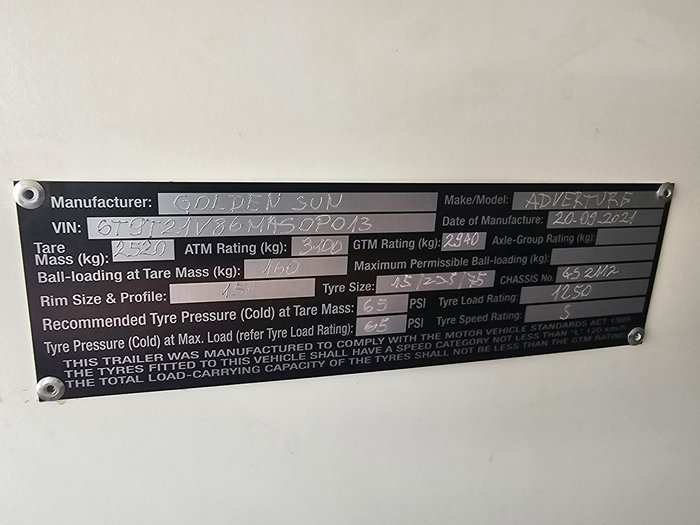 Manufacturer: GOLDEN SUN Make/Model: ADVERTURE
VIN: 6T9T21V86MASOP013 Date of Manufacture: 20-09-2021
Tare Mass (kg): 2520 ATM Rating (kg): 3100 GTM Rating (kg): 2940 Axle-Group Rating (kg):
Ball-loading at Tare Mass (kg): 160 Maximum Permissible Ball-loading (kg):
Rim Size & Profile: Tyre Size: 15/235/75 CHASSIS No 452112
Recommended Tyre Pressure (Cold) at Tare Mass: 65 PSI Tyre Load Rating: 1250
Tyre Pressure (Cold) at Max. Load (refer Tyre Load Rating): 65 PSI Tyre Speed Rating: S
THIS TRAILER WAS MANUFACTURED TO COMPLY WITH THE MOTOR VEHICLE STANDARDS ACT 1989.
THE TYRES FITTED TO THIS VEHICLE SHALL HAVE A SPEED CATEGORY NOT LESS THAN "L" 120 km/h
THE TOTAL LOAD-CARRYING CAPACITY OF THE TYRES SHALL NOT BE LESS THAN THE GTM RATING